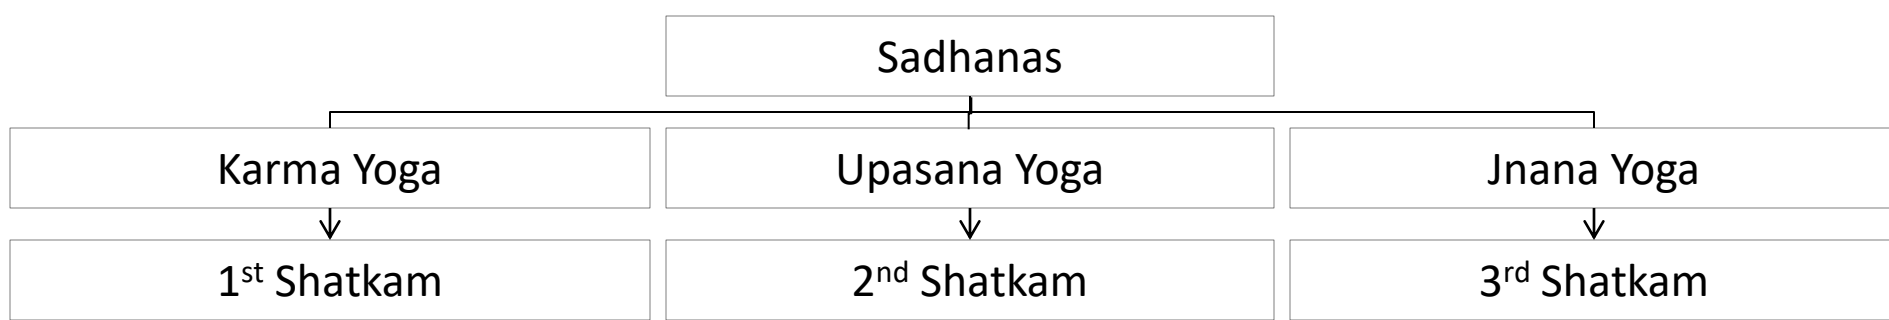 Sadhanas
Karma Yoga
Upasana Yoga
Jnana Yoga
1st Shatkam
2nd Shatkam
3rd Shatkam